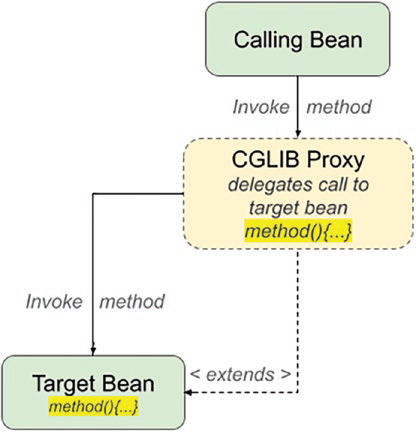 Calling Bean
Invoke method
CGLIB Proxy
delegates call to
target bean
method(){...}
Invoke method
< extends >
Target Bean
method(){...}